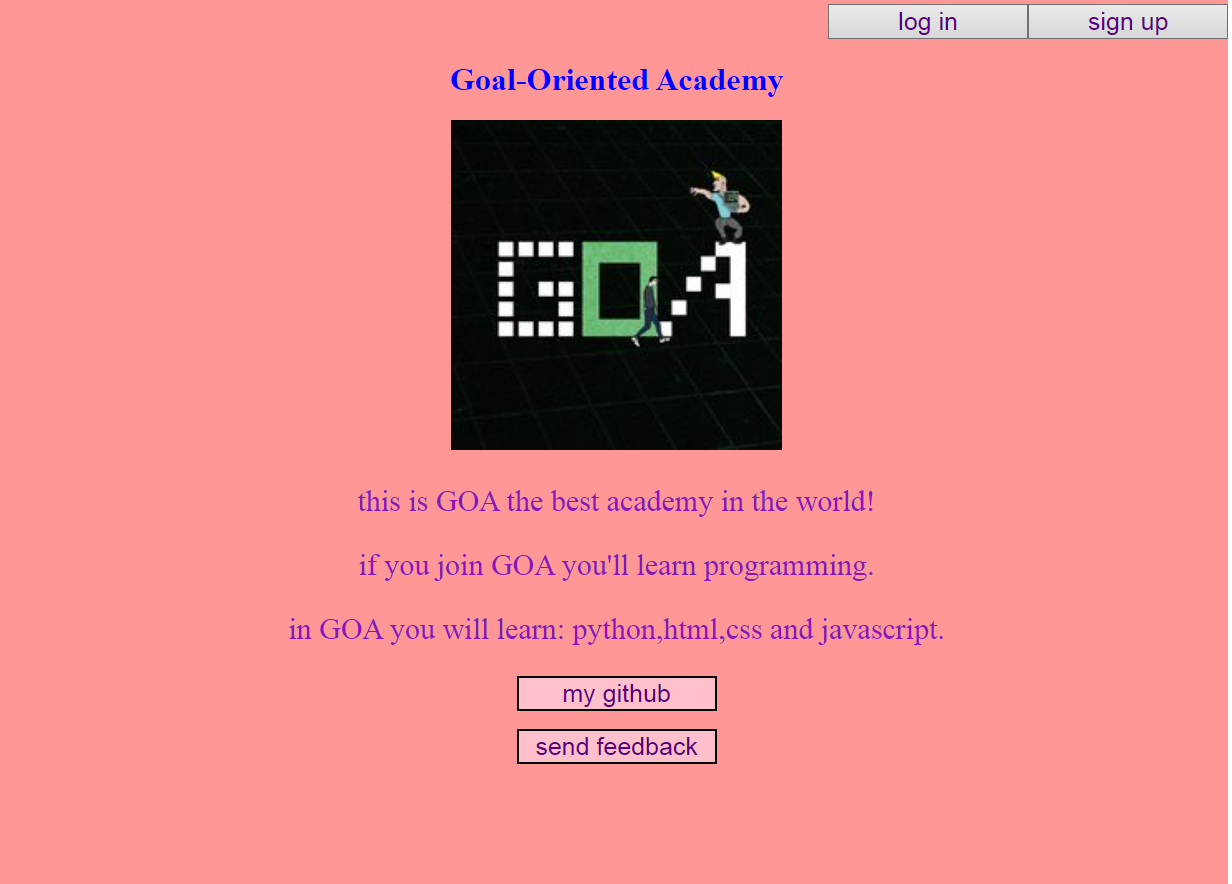 log in
sign up
Goal-Oriented Academy
GOA
this is GOA the best academy in the world!
if you join GOA you'll learn programming.
in GOA you will learn: python,html,css and javascript.
my github
send feedback